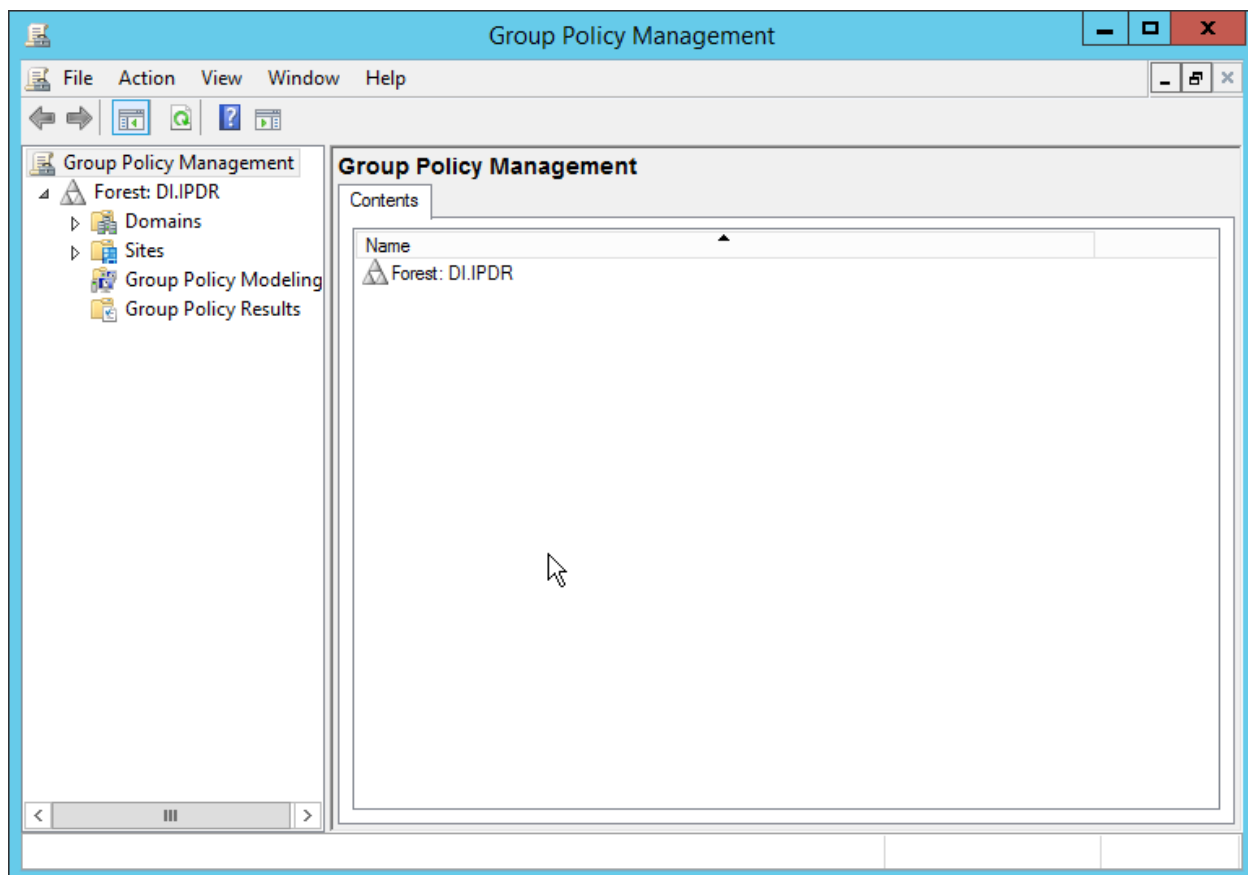 Group Policy Management
File Action View Window Help
Group Policy Management
Forest: DI.IPDR
Domains
Sites
Group Policy Modeling
Group Policy Results
Group Policy Management
Contents
Name
Forest: DI.IPDR